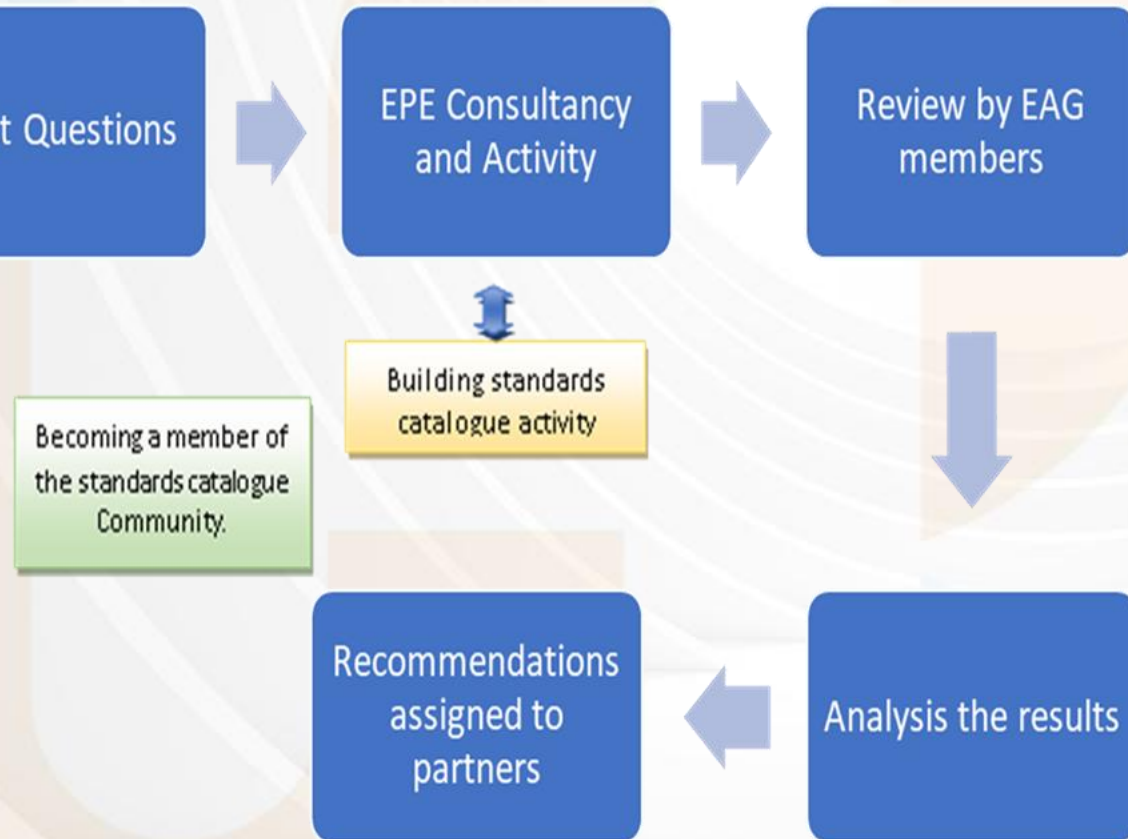 t Questions
EPE Consultancy
and Activity
Review by EAG
members
Building standards
catalogue activity
Becoming a member of
the standards catalogue
Community.
Recommendations
assigned to
partners
Analysis the results